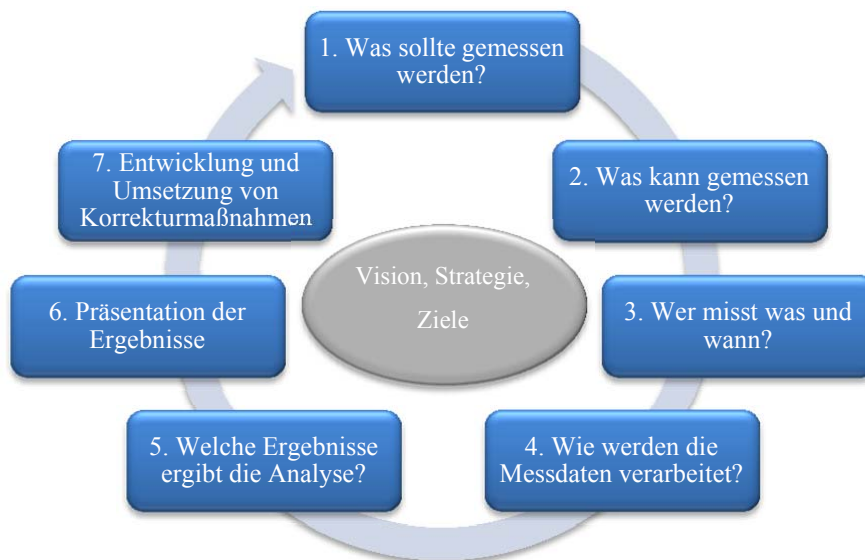 1. Was sollte gemessen
werden?
2. Was kann gemessen
werden?
3. Wer misst was und
wann?
4. Wie werden die
Messdaten verarbeitet?
5. Welche Ergebnisse
ergibt die Analyse?
6. Präsentation der
Ergebnisse
7. Entwicklung und
Umsetzung von
Korrekturmaßnahmen
Vision, Strategie,
Ziele